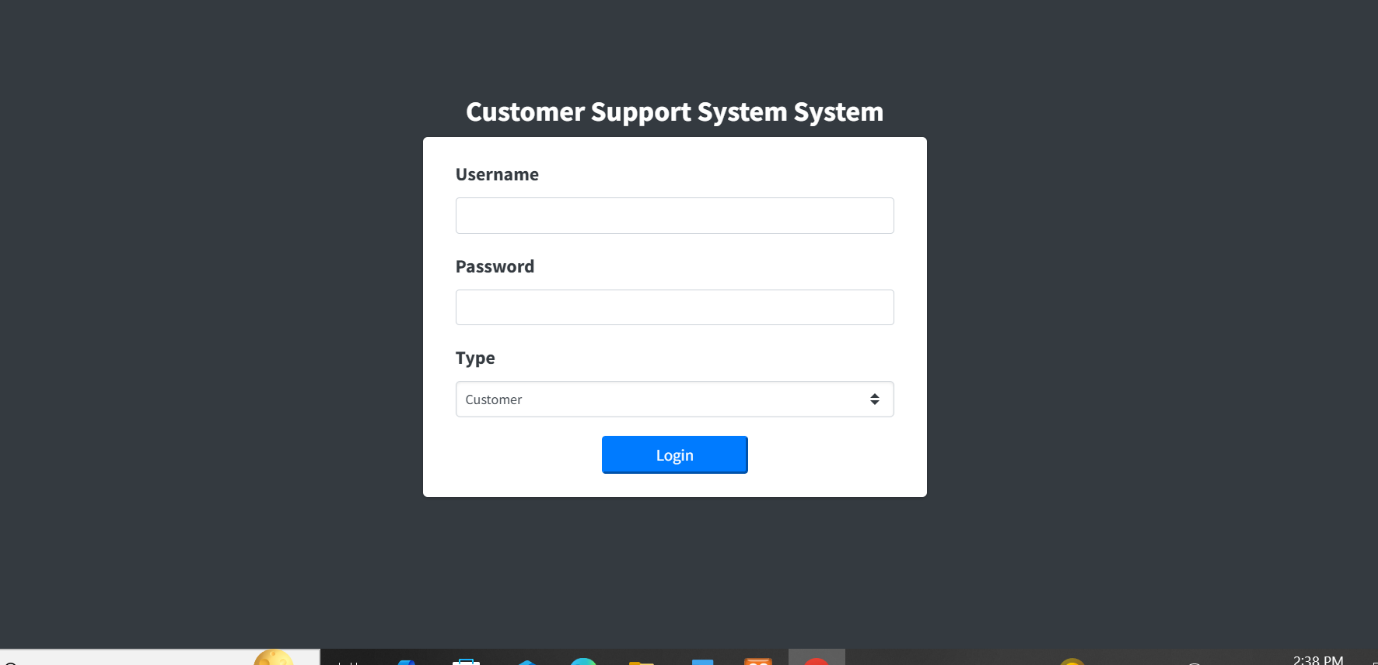 Customer Support System System
Username
Password
Type
Customer
Login
2:38 PM